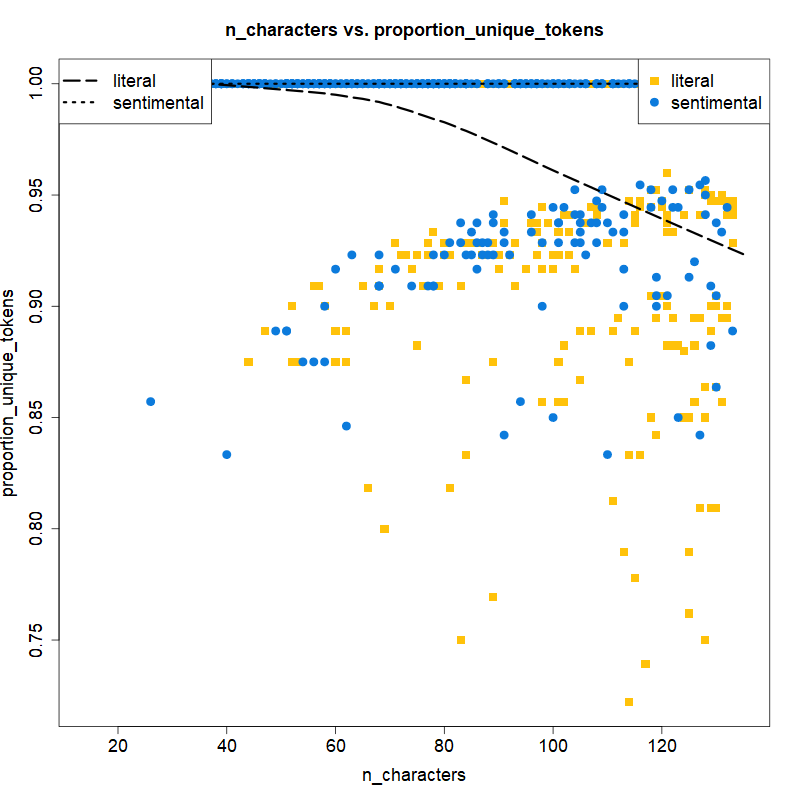 n_characters vs. proportion_unique_tokens
literal
sentimental
literal
sentimental
proportion_unique_tokens
1.00
0.95
0.90
0.85
0.80
0.75
20 40 60 80 100 120
n_characters